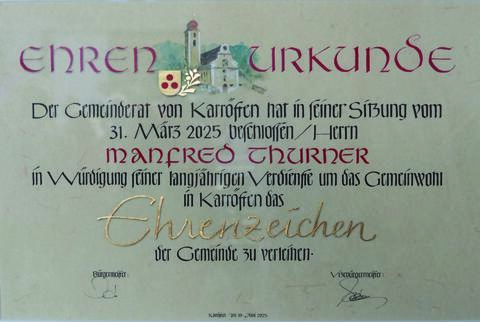 EHREN URKUNDE
Der Gemeinderat von Karrösten hat in seiner Sitzung vom
31. März 2025 beschlossen/Herrn
MANFRED THURNER
in Würdigung seiner langjährigen Verdienste um das Gemeinwohl
in Karrösten das
Ehrenzeichen
der Gemeinde zu verleihen.
Bürgermeister: Vizebürgermeister: